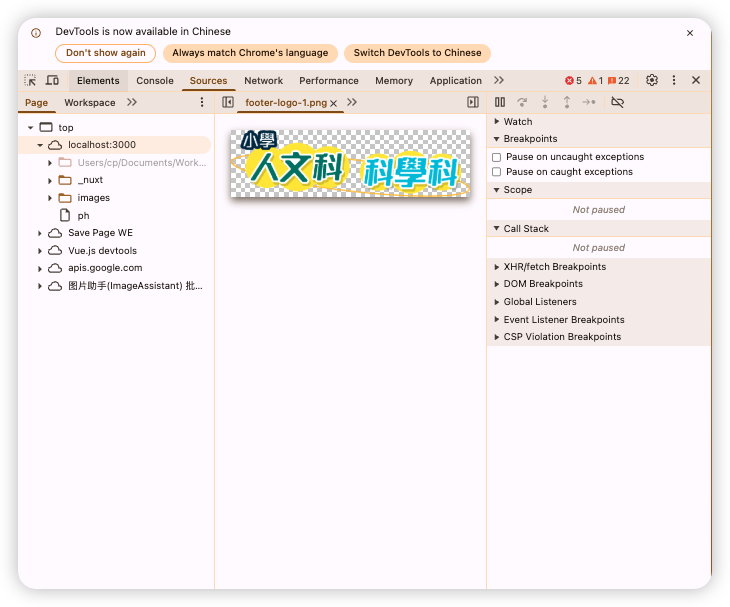 DevTools is now available in Chinese
Don't show again
Always match Chrome's language
Switch DevTools to Chinese
Elements Console Sources Network Performance Memory Application 5 1 22
Page Workspace
footer-logo-1.png
top
localhost:3000
Users/cp/Documents/Work...
_nuxt
images
ph
Save Page WE
Vue.js devtools
apis.google.com
图片助手(ImageAssistant) 批...
小學
人文科 科學科
Watch
Breakpoints
Pause on uncaught exceptions
Pause on caught exceptions
Scope
Not paused
Call Stack
Not paused
XHR/fetch Breakpoints
DOM Breakpoints
Global Listeners
Event Listener Breakpoints
CSP Violation Breakpoints